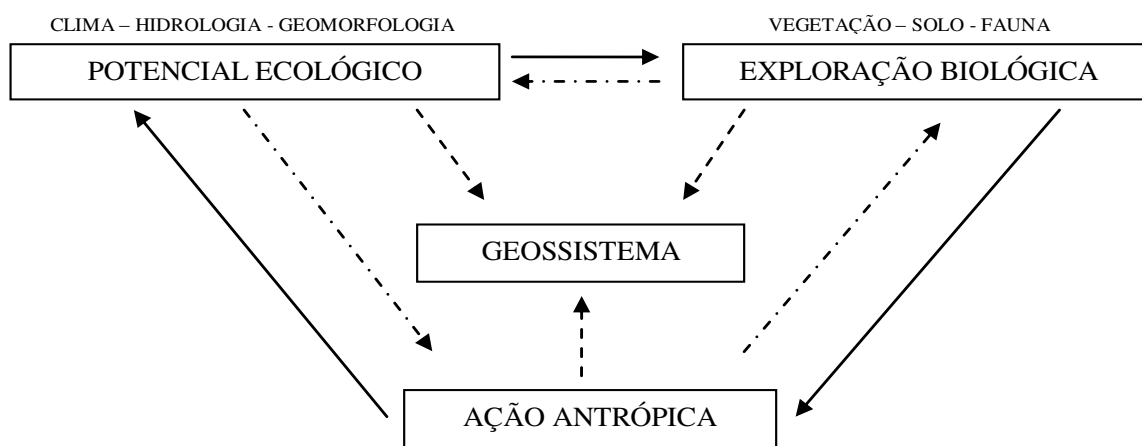 CLIMA – HIDROLOGIA - GEOMORFOLOGIA
VEGETAÇÃO – SOLO - FAUNA
POTENCIAL ECOLÓGICO
EXPLORAÇÃO BIOLÓGICA
GEOSSISTEMA
AÇÃO ANTRÓPICA